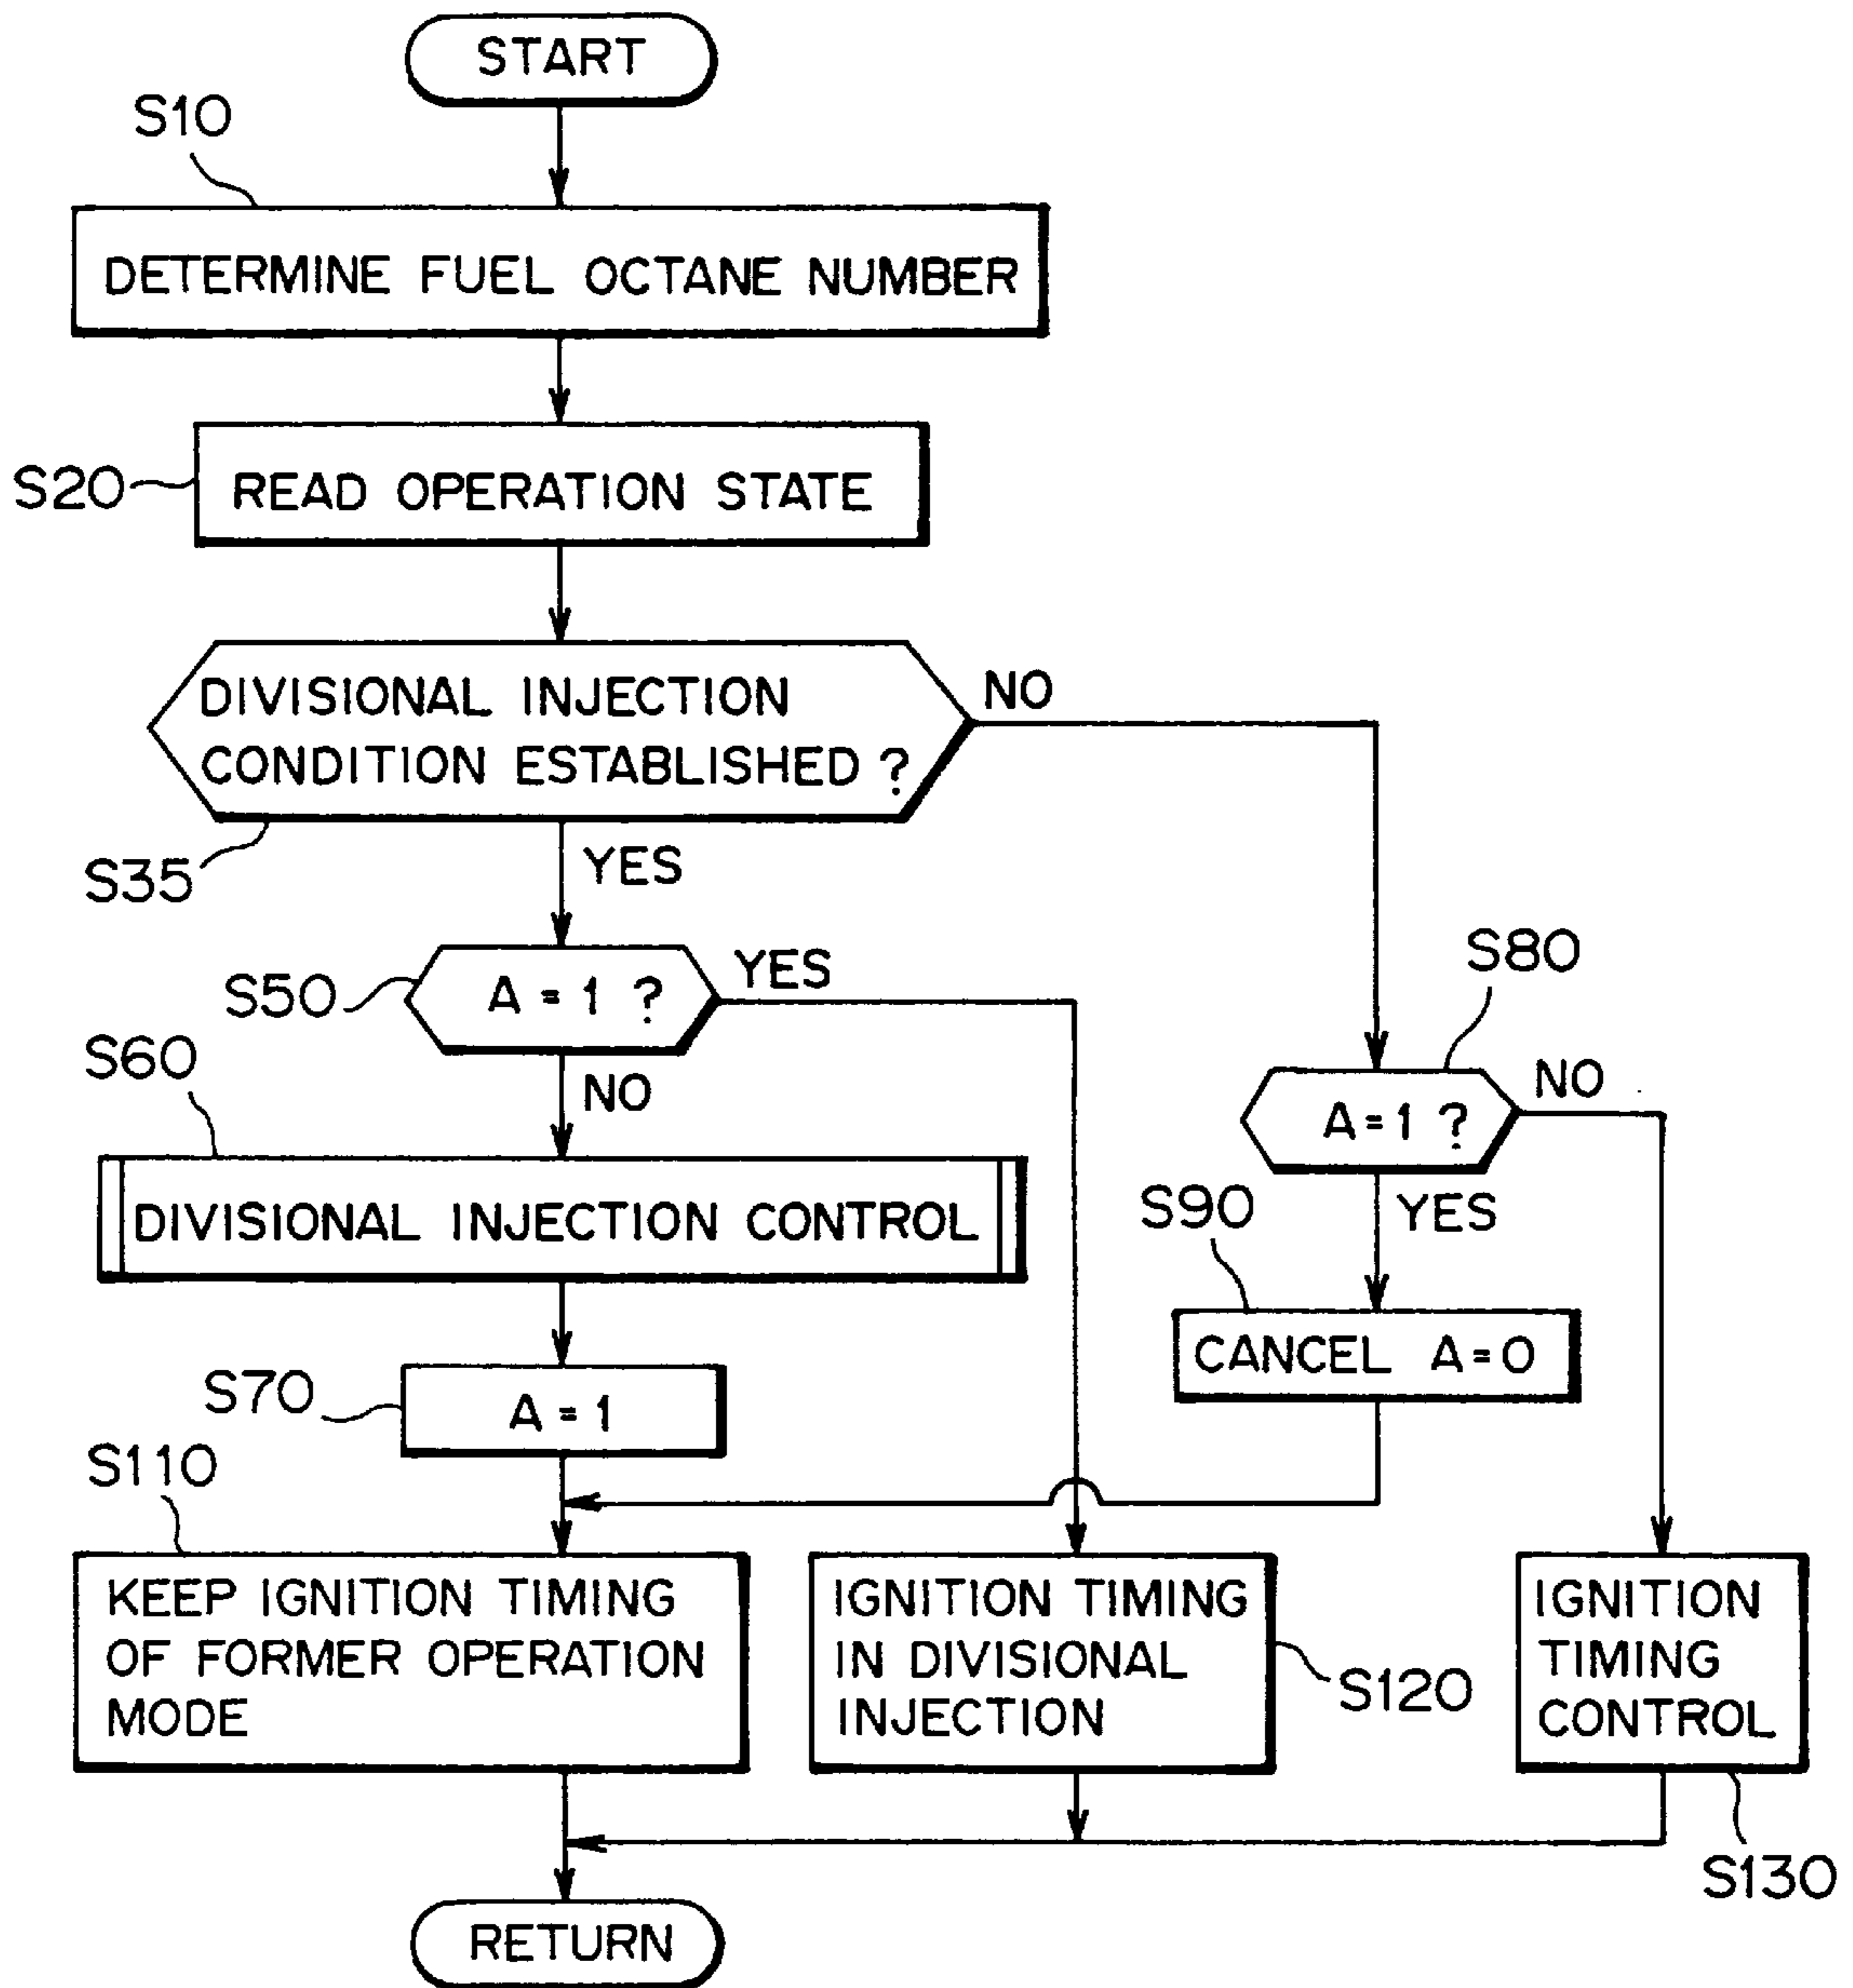 START
S10
DETERMINE FUEL OCTANE NUMBER
S20
READ OPERATION STATE
DIVISIONAL INJECTION
CONDITION ESTABLISHED ?
NO
S35
YES
S50
A = 1 ?
YES
S80
S60
NO
A = 1 ?
NO
DIVISIONAL INJECTION CONTROL
S90
YES
CANCEL A = 0
S70
A = 1
S110
KEEP IGNITION TIMING
OF FORMER OPERATION
MODE
IGNITION TIMING
IN DIVISIONAL
INJECTION
S120
IGNITION
TIMING
CONTROL
S130
RETURN